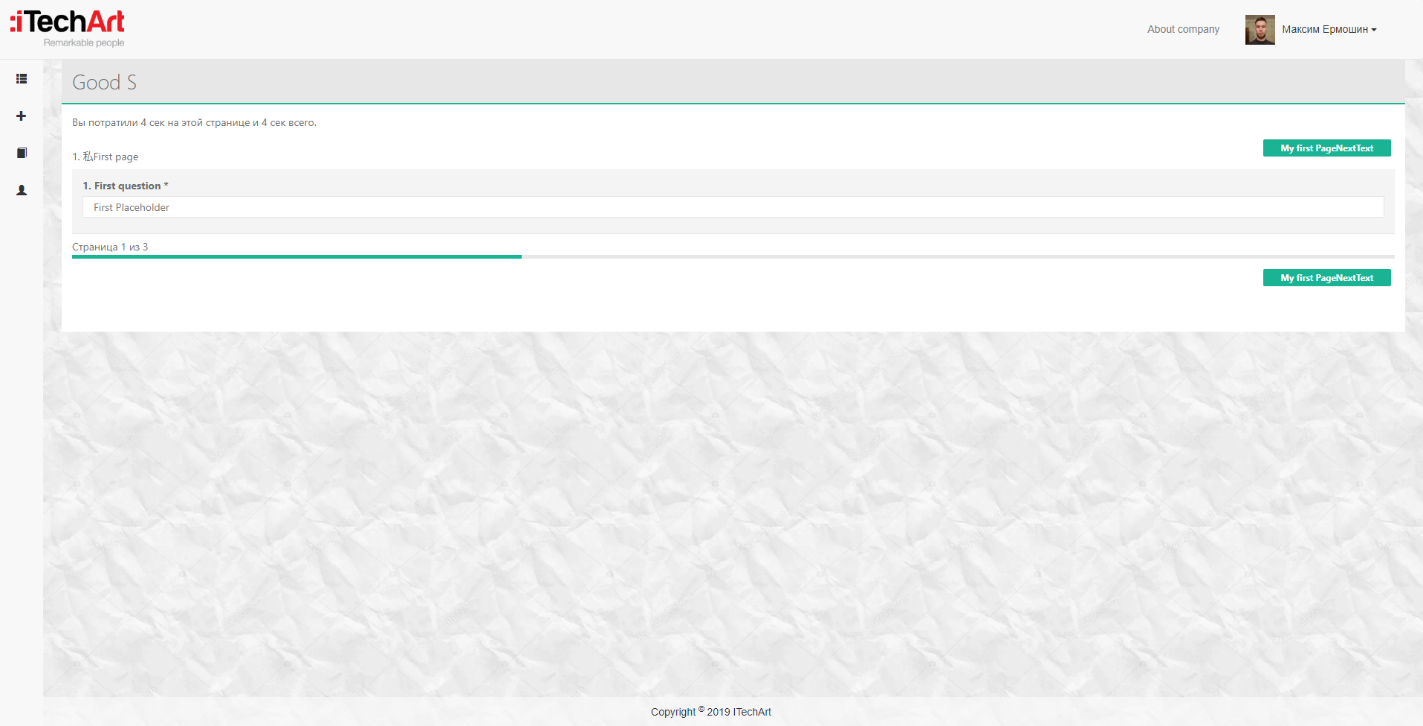 :iTechArt
Remarkable people
About company
Максим Ермошин
Good S
Вы потратили 4 сек на этой странице и 4 сек всего.
My first PageNextText
1. 私First page
1. First question *
First Placeholder
Страница 1 из 3
My first PageNextText
Copyright © 2019 ITechArt